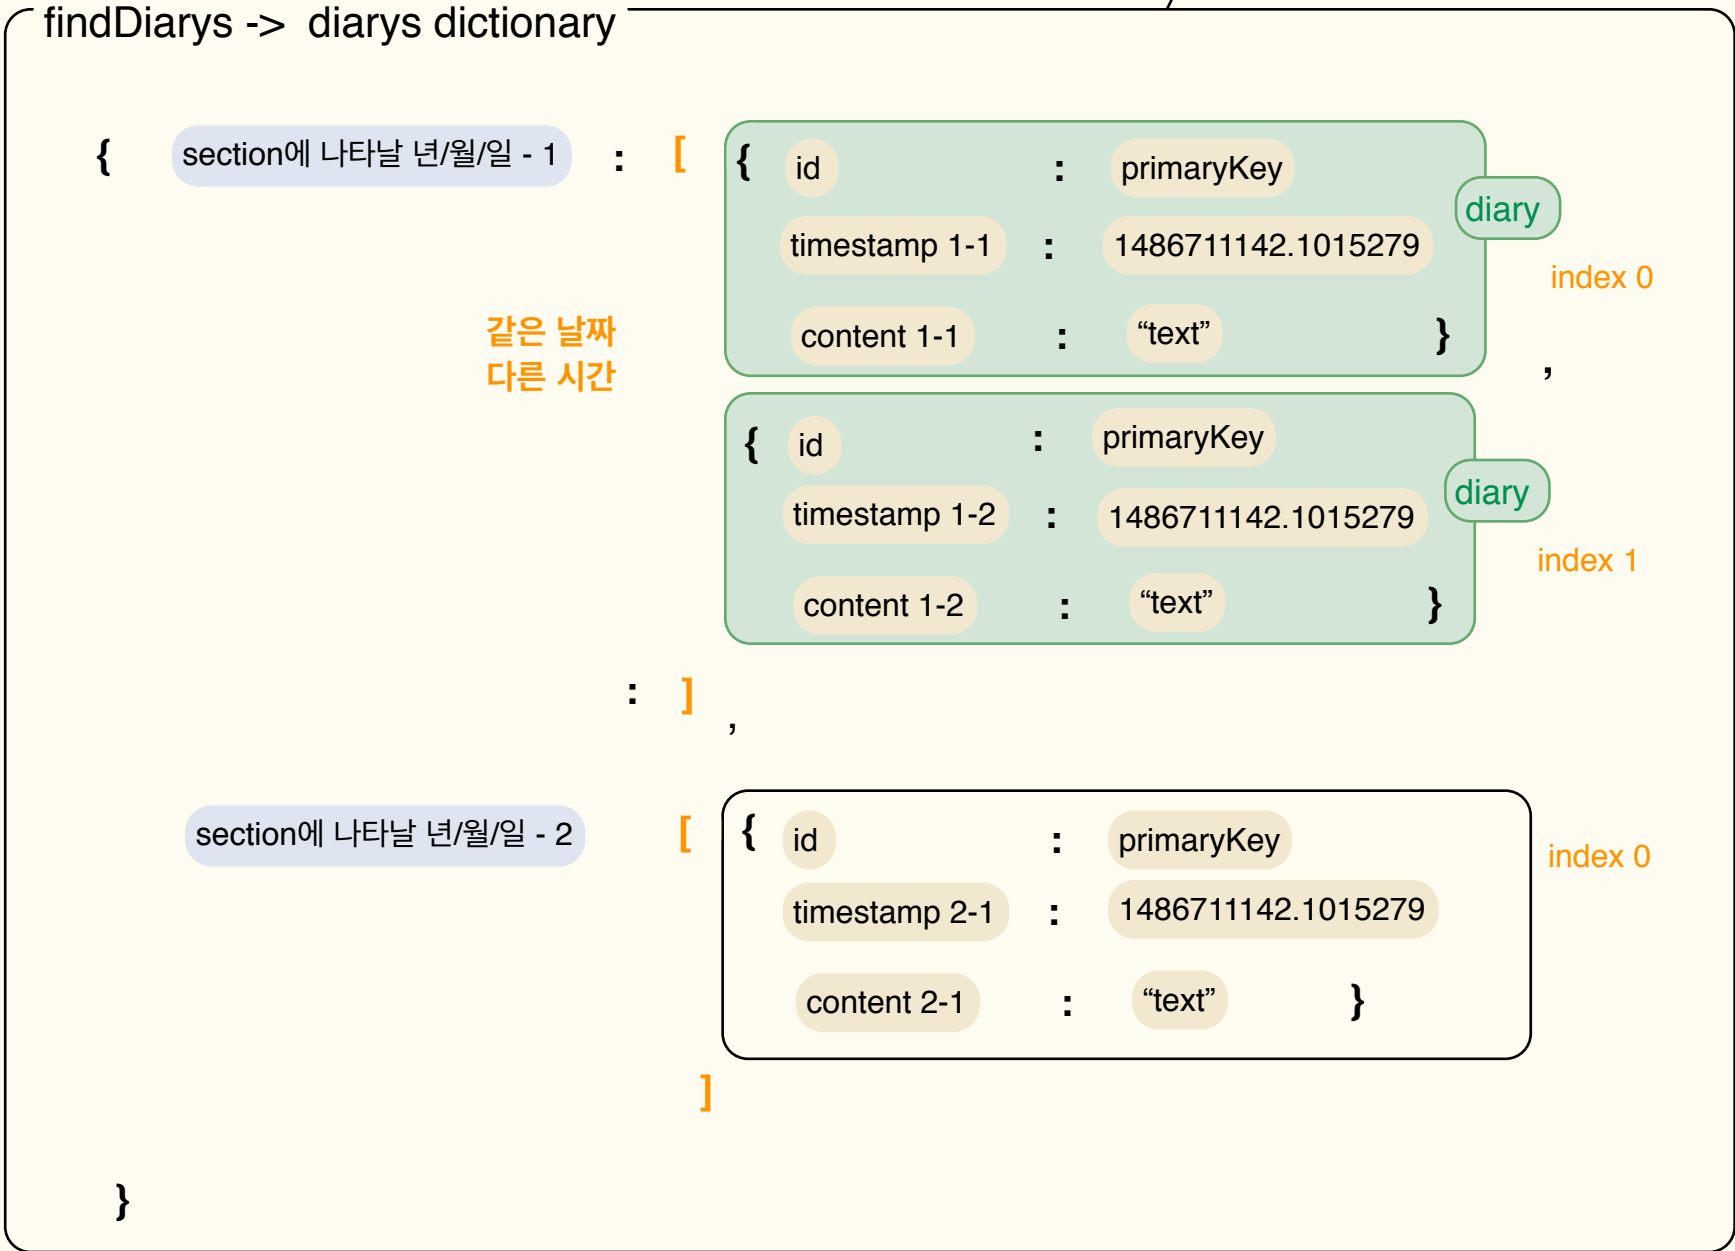 findDiarys -> diarys dictionary
{ section에 나타날 년/월/일 - 1 : [ { id : primaryKey
diary
timestamp 1-1 : 1486711142.1015279
index 0
같은 날짜
다른 시간
content 1-1 : “text” }
,
{ id : primaryKey
diary
timestamp 1-2 : 1486711142.1015279
index 1
content 1-2 : “text” }
: ] ,
section에 나타날 년/월/일 - 2 [ { id : primaryKey
index 0
timestamp 2-1 : 1486711142.1015279
content 2-1 : “text” }
]
}